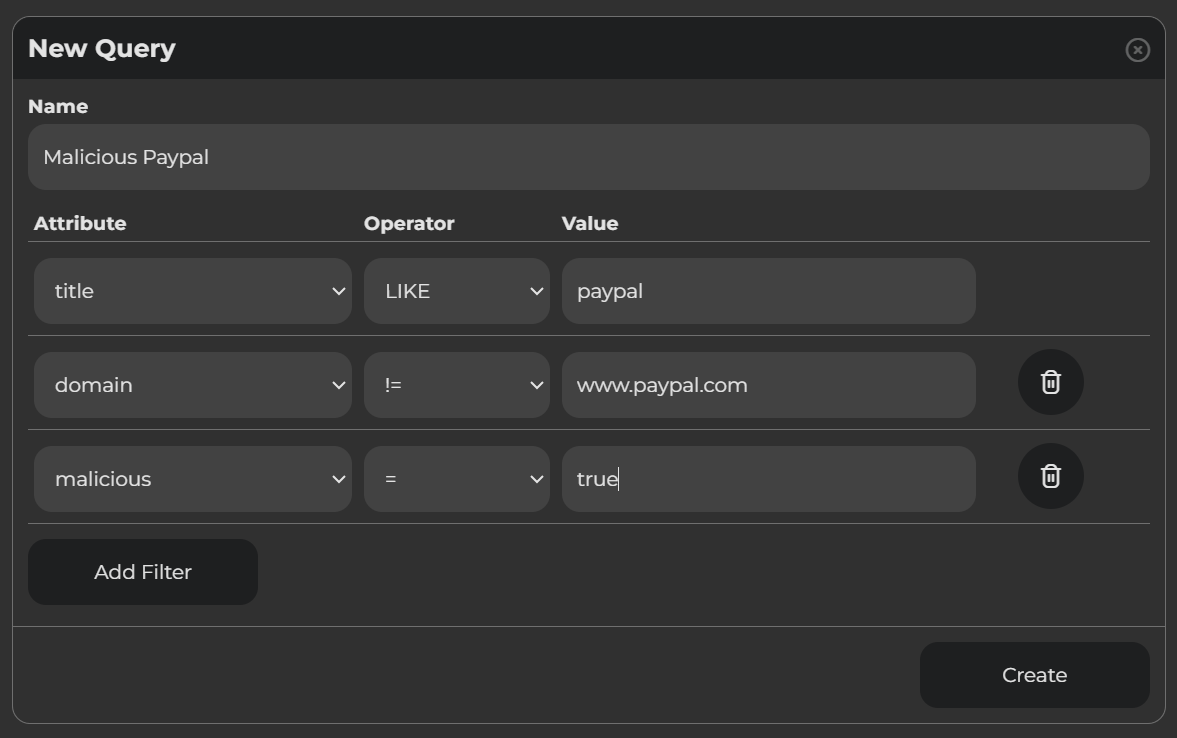 New Query
Name
Malicious Paypal
Attribute Operator Value
title LIKE paypal
domain != www.paypal.com
malicious = true
Add Filter
Create